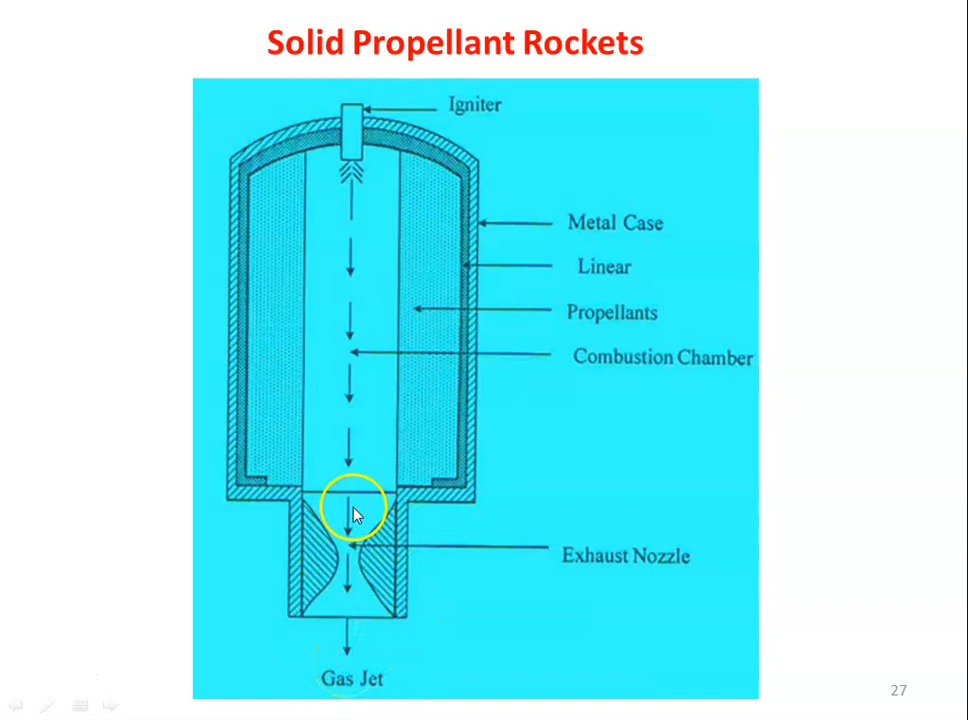 Solid Propellant Rockets
Igniter
Metal Case
Linear
Propellants
Combustion Chamber
Exhaust Nozzle
Gas Jet
27